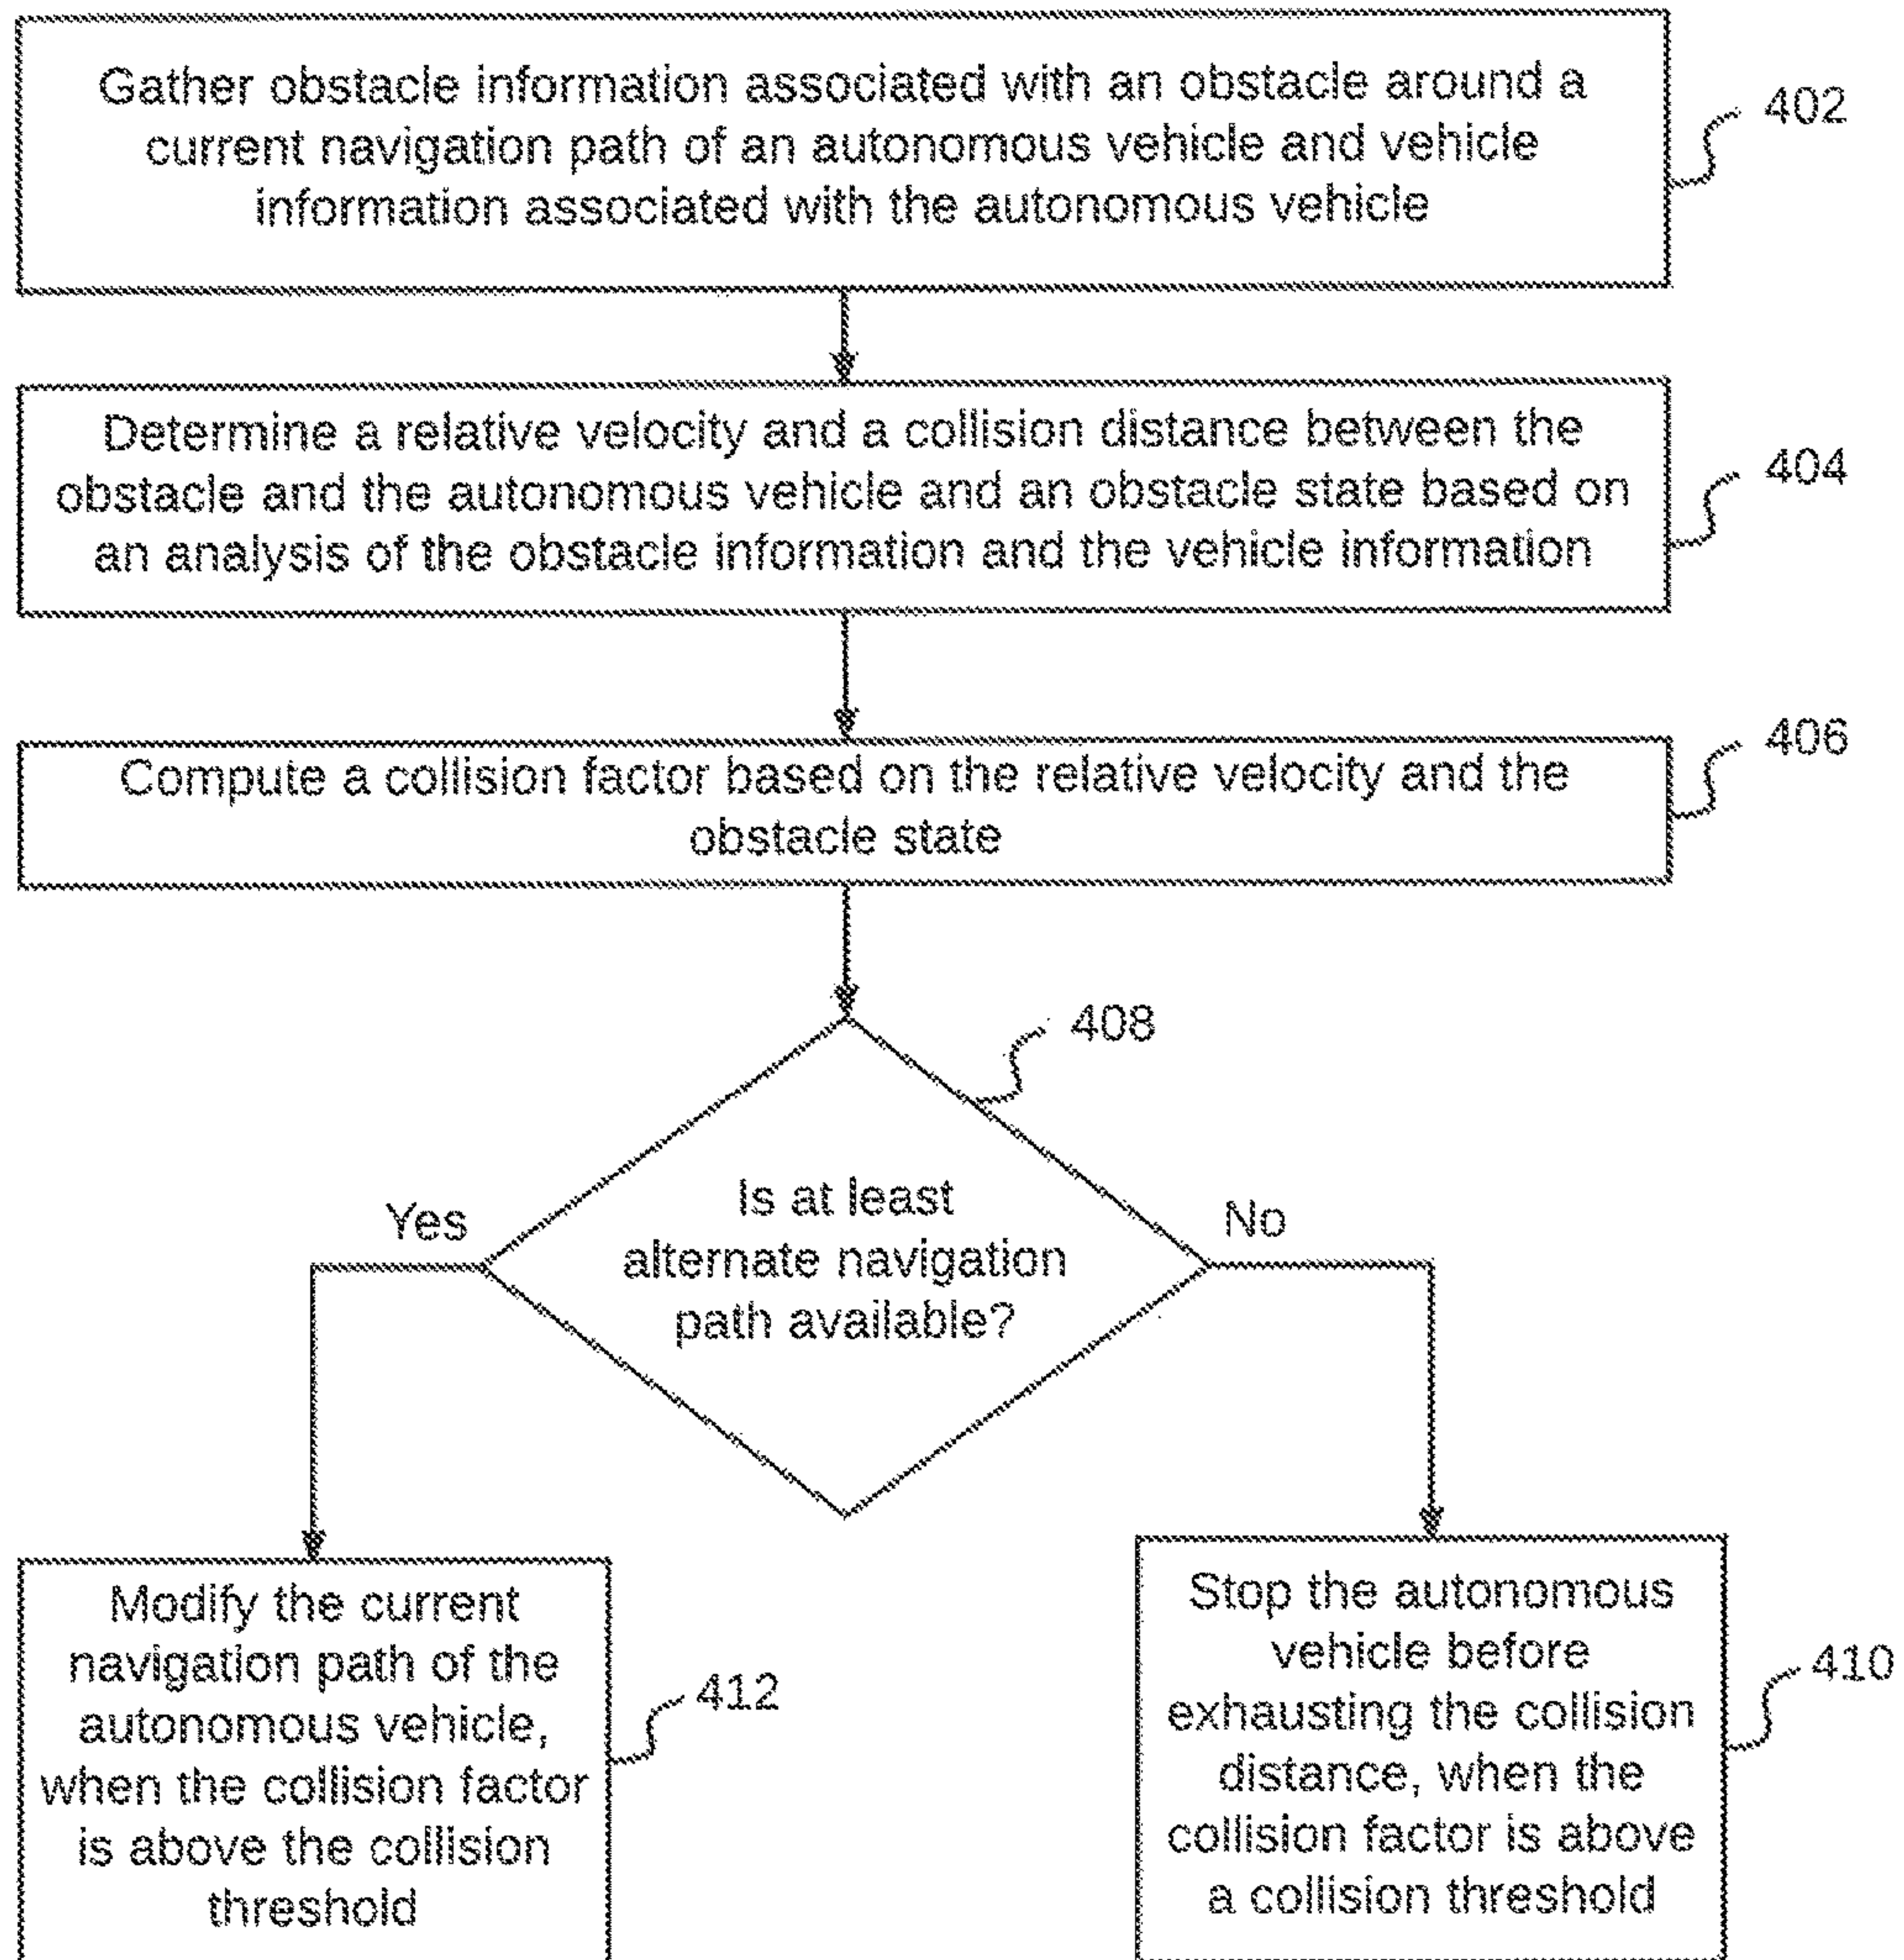 Gather obstacle information associated with an obstacle around a
current navigation path of an autonomous vehicle and vehicle
information associated with the autonomous vehicle
402
Determine a relative velocity and a collision distance between the
obstacle and the autonomous vehicle and an obstacle state based on
an analysis of the obstacle information and the vehicle information
404
Compute a collision factor based on the relative velocity and the
obstacle state
406
408
Is at least
alternate navigation
path available?
Yes
No
Modify the current
navigation path of the
autonomous vehicle,
when the collision factor
is above the collision
threshold
412
Stop the autonomous
vehicle before
exhausting the collision
distance, when the
collision factor is above
a collision threshold
410